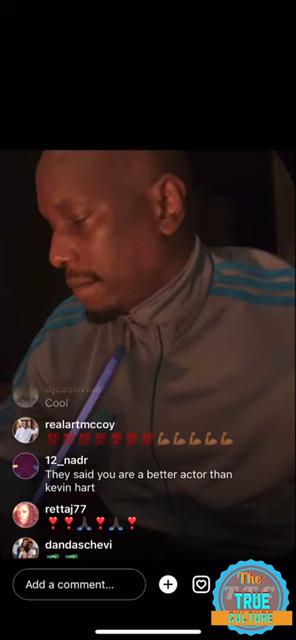 djcashvills
Cool
realartmccoy
💯💯💯💯💯💯💯💪🏾💪🏾💪🏾💪🏾💪🏾
12_nadr
They said you are a better actor than
kevin hart
rettaj77
❣️❣️🙏🏿❣️🙏🏿❣️
dandaschevi
Add a comment...
The
TRUE
CULTURE